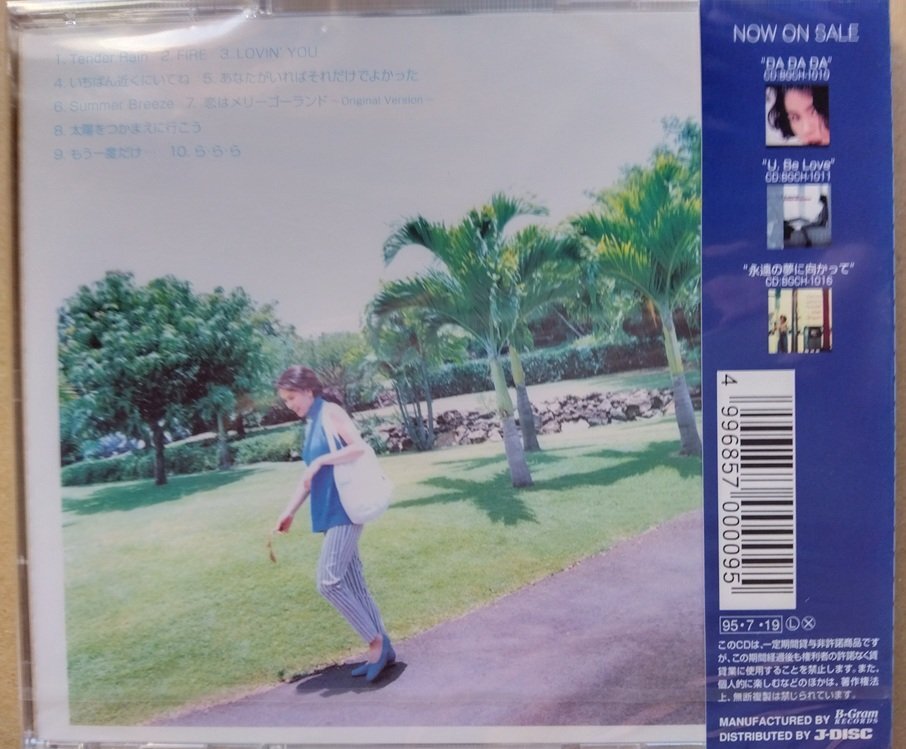 1. Tender Rain 2. FIRE 3. LOVIN' YOU
4. いちばん近くにいてね 5. あなたがいればそれだけでよかった
6. Summer Breeze 7. 恋はメリーゴーランド －Original Version－
8. 太陽をつかまえに行こう
9. もう一度だけ… 10. ら・ら・ら
NOW ON SALE
"DA DA DA"
CD:BGCH-1010
"U, Be Love"
CD:BGCH-1011
"永遠の夢に向かって"
CD:BGCH-1016
4 996857 000095
95・7・19 Ⓛ Ⓧ
このCDは、一定期間貸与非許諾商品です
が、この期間経過後も権利者の許諾なく賃
貸業に使用することを禁止します。また、
個人的に楽しむなどのほかは、著作権法
上、無断複製は禁じられています。
MANUFACTURED BY B-Gram RECORDS
DISTRIBUTED BY J-DISC